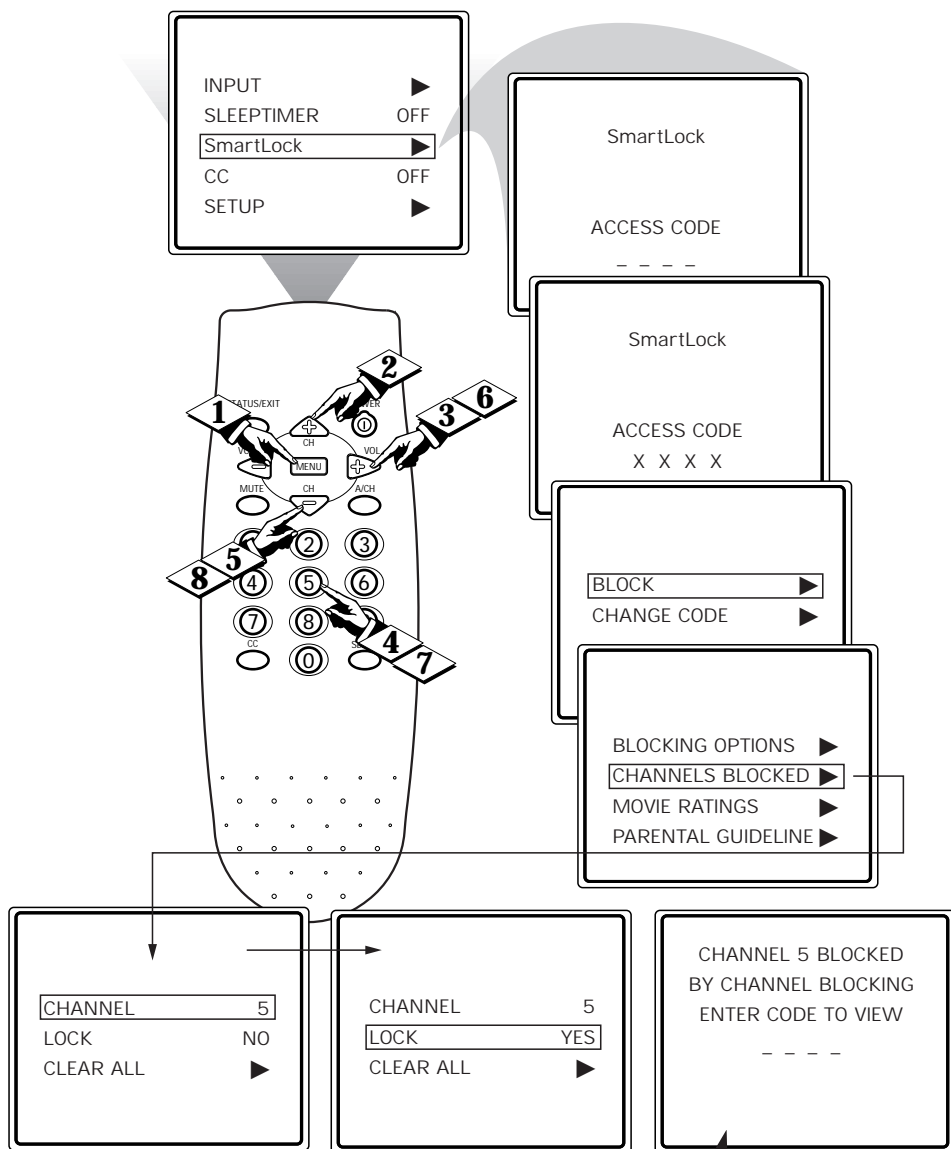 INPUT ▶
SLEEPTIMER OFF
SmartLock ▶
CC OFF
SETUP ▶
SmartLock
ACCESS CODE
_ _ _ _
SmartLock
ACCESS CODE
X X X X
BLOCK ▶
CHANGE CODE ▶
BLOCKING OPTIONS ▶
CHANNELS BLOCKED ▶
MOVIE RATINGS ▶
PARENTAL GUIDELINE ▶
2
1
3 6
CH
VOL
MENU
MUTE CH A/CH
5
8
2 3
4 5 6
7 8
4
7
CC
0
CHANNEL 5
LOCK NO
CLEAR ALL ▶
CHANNEL 5
LOCK YES
CLEAR ALL ▶
CHANNEL 5 BLOCKED
BY CHANNEL BLOCKING
ENTER CODE TO VIEW
_ _ _ _